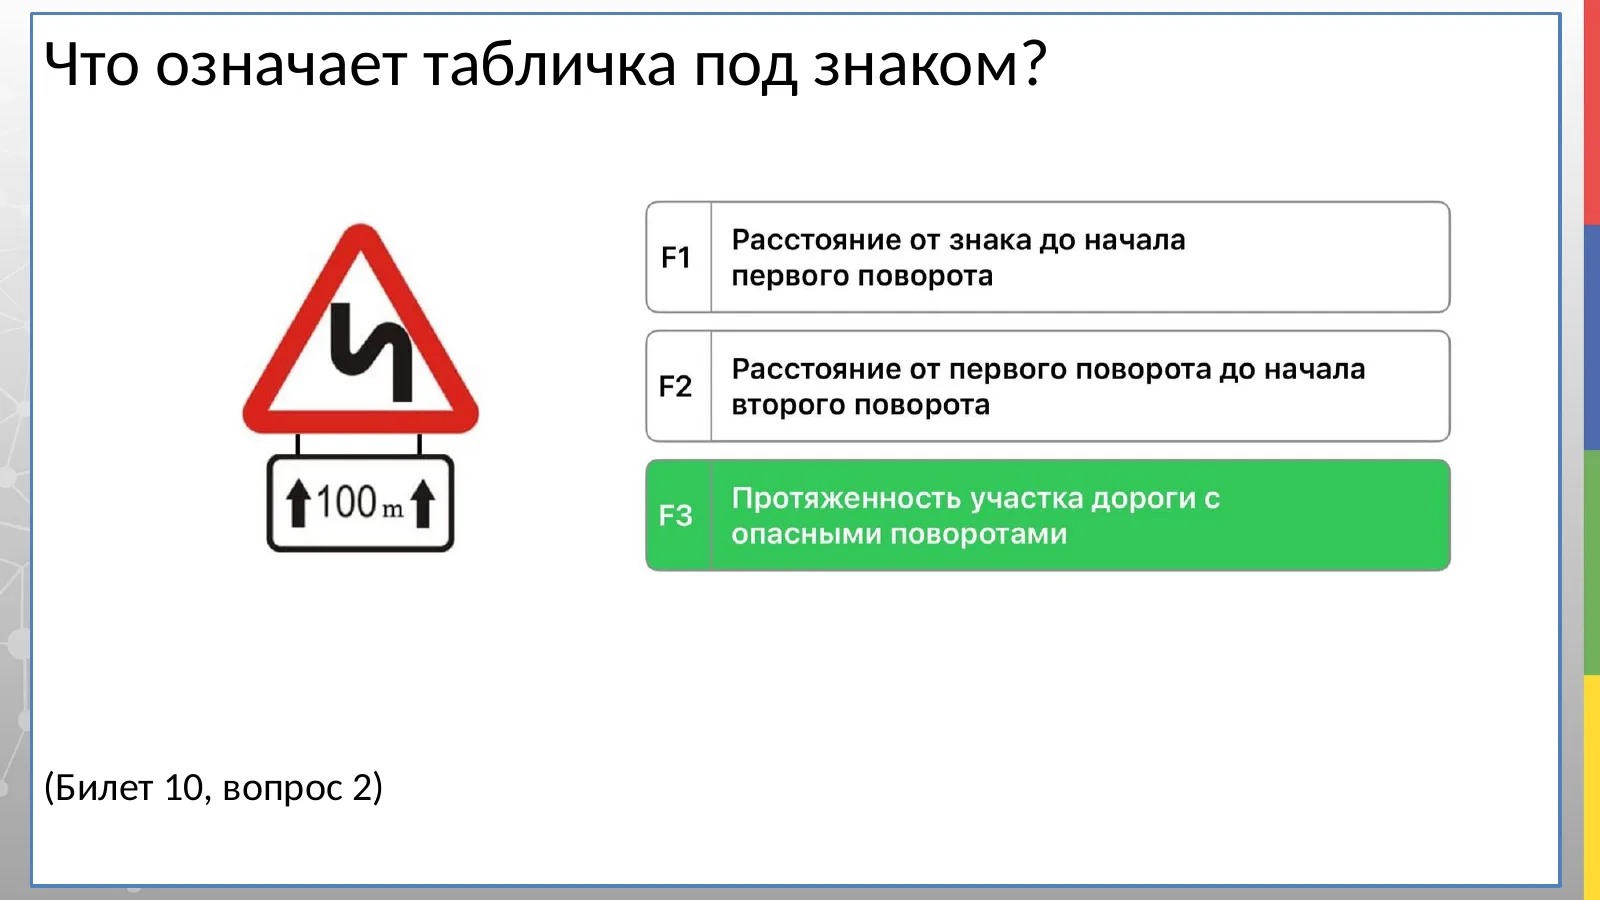 Что означает табличка под знаком?
F1
Расстояние от знака до начала
первого поворота
F2
Расстояние от первого поворота до начала
второго поворота
F3
Протяженность участка дороги с
опасными поворотами
100 m
(Билет 10, вопрос 2)